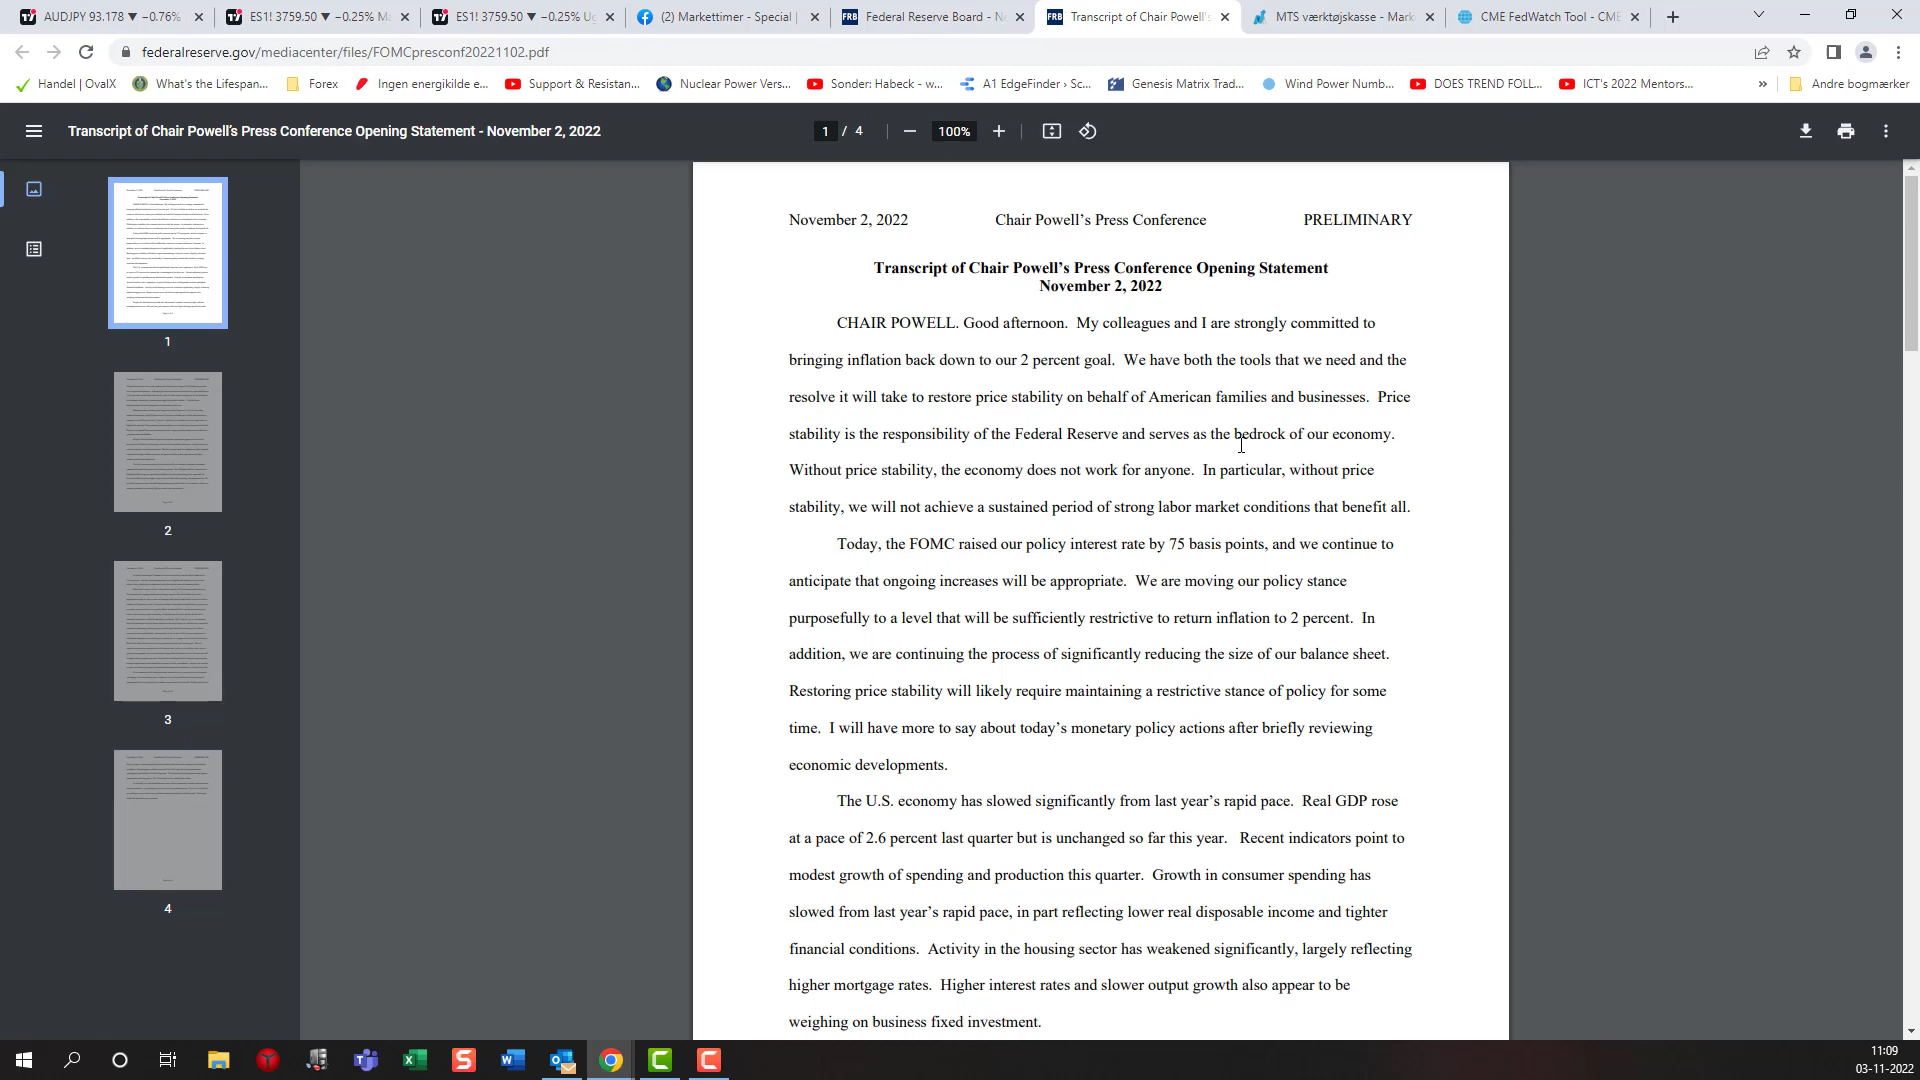 AUDJPY 93.178 ▼ −0.76%
ES1! 3759.50 ▼ −0.25% M
ES1! 3759.50 ▼ −0.25% U
(2) Markettimer - Special
Federal Reserve Board - N
Transcript of Chair Powell's
MTS værktøjskasse - Mark
CME FedWatch Tool - CME
federalreserve.gov/mediacenter/files/FOMCpresconf20221102.pdf
Handel | OvalX
What's the Lifespan...
Forex
Ingen energikilde e...
Support & Resistan...
Nuclear Power Vers...
Sonder: Habeck - w...
A1 EdgeFinder › Sc...
Genesis Matrix Trad...
Wind Power Numb...
DOES TREND FOLL...
ICT's 2022 Mentors...
»
Andre bogmærker
Transcript of Chair Powell's Press Conference Opening Statement - November 2, 2022
1 / 4
100%
1
2
3
4
November 2, 2022 Chair Powell’s Press Conference PRELIMINARY
Transcript of Chair Powell’s Press Conference Opening Statement
November 2, 2022
CHAIR POWELL. Good afternoon. My colleagues and I are strongly committed to
bringing inflation back down to our 2 percent goal. We have both the tools that we need and the
resolve it will take to restore price stability on behalf of American families and businesses. Price
stability is the responsibility of the Federal Reserve and serves as the bedrock of our economy.
Without price stability, the economy does not work for anyone. In particular, without price
stability, we will not achieve a sustained period of strong labor market conditions that benefit all.
Today, the FOMC raised our policy interest rate by 75 basis points, and we continue to
anticipate that ongoing increases will be appropriate. We are moving our policy stance
purposefully to a level that will be sufficiently restrictive to return inflation to 2 percent. In
addition, we are continuing the process of significantly reducing the size of our balance sheet.
Restoring price stability will likely require maintaining a restrictive stance of policy for some
time. I will have more to say about today’s monetary policy actions after briefly reviewing
economic developments.
The U.S. economy has slowed significantly from last year’s rapid pace. Real GDP rose
at a pace of 2.6 percent last quarter but is unchanged so far this year. Recent indicators point to
modest growth of spending and production this quarter. Growth in consumer spending has
slowed from last year’s rapid pace, in part reflecting lower real disposable income and tighter
financial conditions. Activity in the housing sector has weakened significantly, largely reflecting
higher mortgage rates. Higher interest rates and slower output growth also appear to be
weighing on business fixed investment.
11:09
03-11-2022